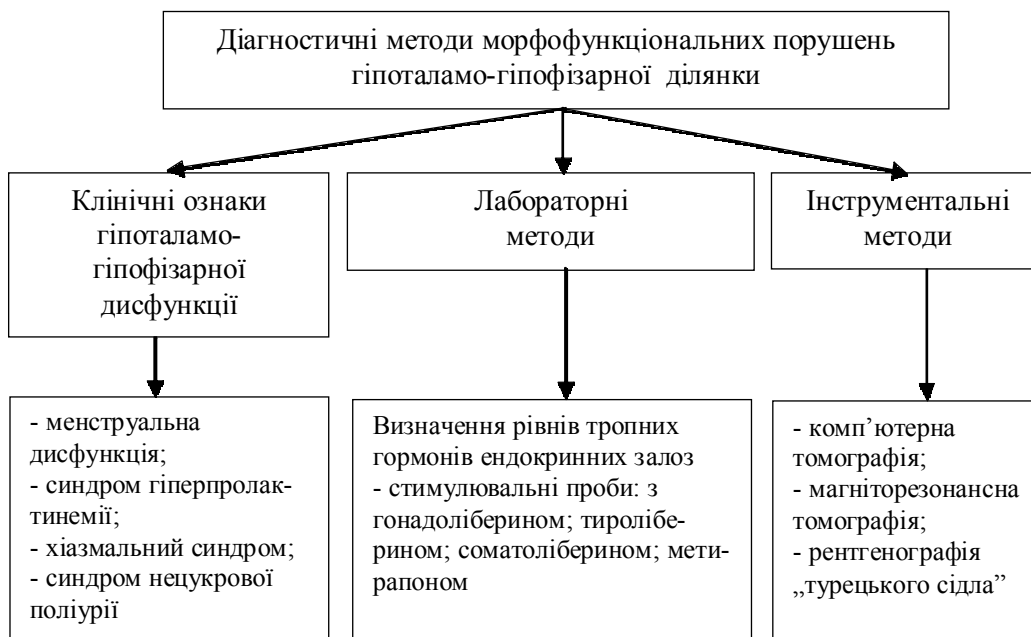 Діагностичні методи морфофункціональних порушень
гіпоталамо-гіпофізарної ділянки
Клінічні ознаки
гіпоталамо-
гіпофізарної
дисфункції
Лабораторні
методи
Інструментальні
методи
- менструальна
дисфункція;
- синдром гіперпролак-
тинемії;
- хіазмальний синдром;
- синдром нецукрової
поліурії
Визначення рівнів тропних
гормонів ендокринних залоз
- стимулювальні проби: з
гонадоліберином; тиролібе-
рином; соматоліберином; мети-
рапоном
- комп’ютерна
томографія;
- магніторезонансна
томографія;
- рентгенографія
„турецького сідла”